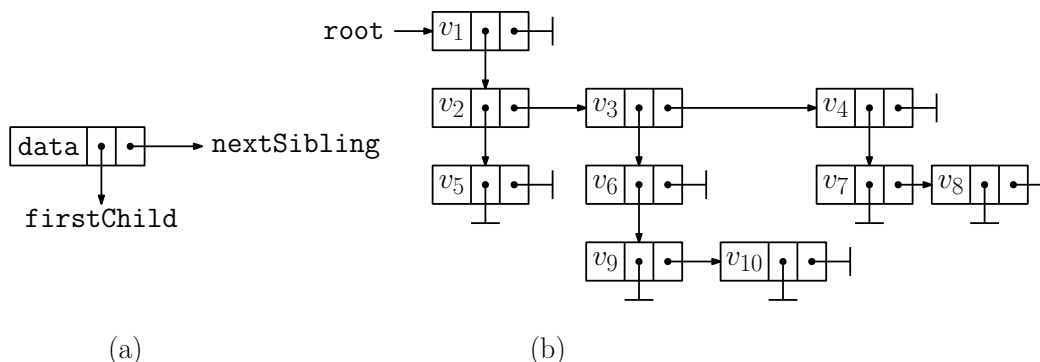 root v1
v2 v3 v4
data nextSibling
v5 v6 v7 v8
firstChild
v9 v10
(a) (b)